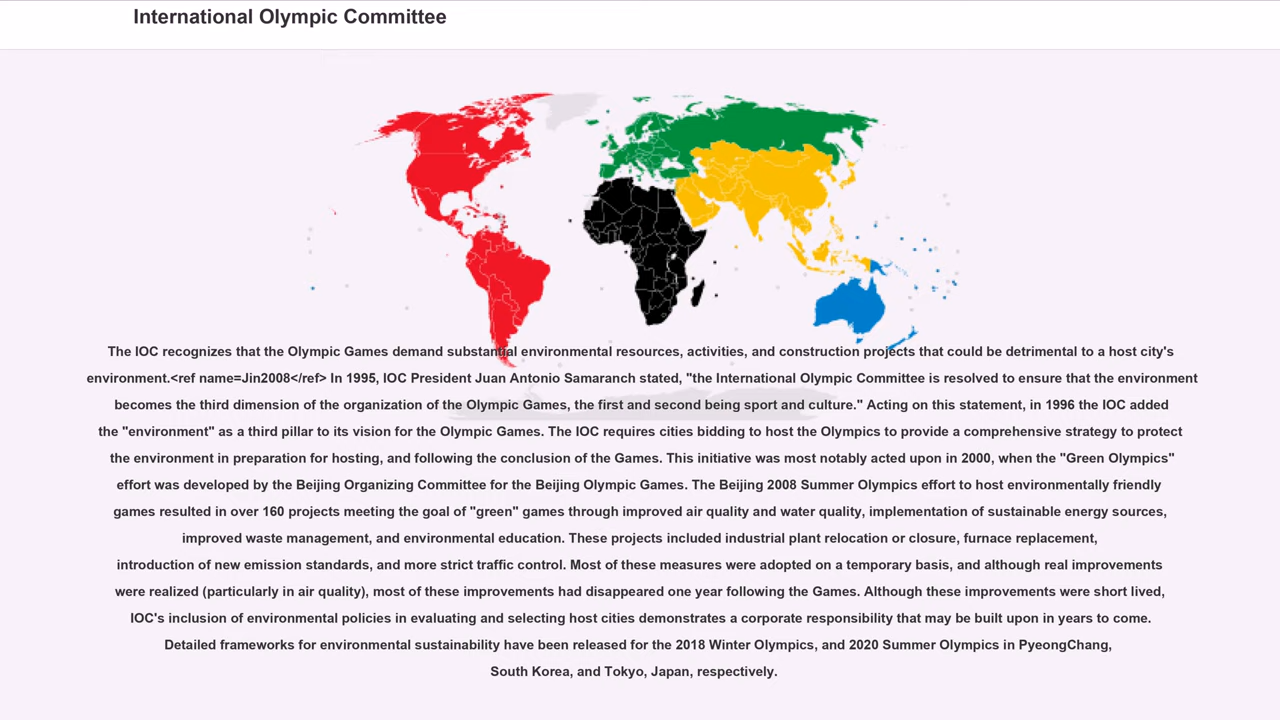 International Olympic Committee
The IOC recognizes that the Olympic Games demand substantial environmental resources, activities, and construction projects that could be detrimental to a host city's
environment.<ref name=Jin2008</ref> In 1995, IOC President Juan Antonio Samaranch stated, "the International Olympic Committee is resolved to ensure that the environment
becomes the third dimension of the organization of the Olympic Games, the first and second being sport and culture." Acting on this statement, in 1996 the IOC added
the "environment" as a third pillar to its vision for the Olympic Games. The IOC requires cities bidding to host the Olympics to provide a comprehensive strategy to protect
the environment in preparation for hosting, and following the conclusion of the Games. This initiative was most notably acted upon in 2000, when the "Green Olympics"
effort was developed by the Beijing Organizing Committee for the Beijing Olympic Games. The Beijing 2008 Summer Olympics effort to host environmentally friendly
games resulted in over 160 projects meeting the goal of "green" games through improved air quality and water quality, implementation of sustainable energy sources,
improved waste management, and environmental education. These projects included industrial plant relocation or closure, furnace replacement,
introduction of new emission standards, and more strict traffic control. Most of these measures were adopted on a temporary basis, and although real improvements
were realized (particularly in air quality), most of these improvements had disappeared one year following the Games. Although these improvements were short lived,
IOC's inclusion of environmental policies in evaluating and selecting host cities demonstrates a corporate responsibility that may be built upon in years to come.
Detailed frameworks for environmental sustainability have been released for the 2018 Winter Olympics, and 2020 Summer Olympics in PyeongChang,
South Korea, and Tokyo, Japan, respectively.